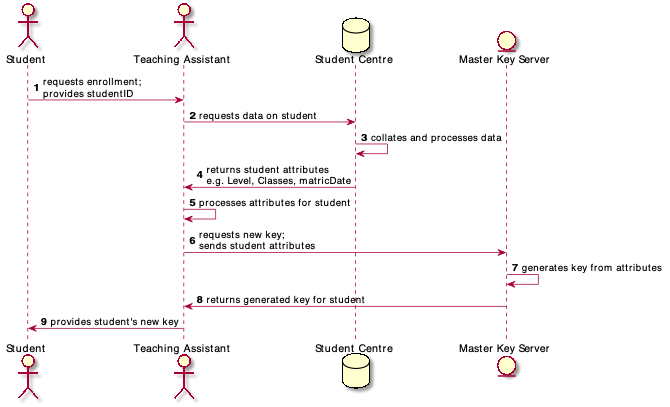 Student
Teaching Assistant
Student Centre
Master Key Server
1 requests enrollment;
provides studentID
2 requests data on student
3 collates and processes data
4 returns student attributes
e.g. Level, Classes, matricDate
5 processes attributes for student
6 requests new key;
sends student attributes
7 generates key from attributes
8 returns generated key for student
9 provides student's new key
Student
Teaching Assistant
Student Centre
Master Key Server